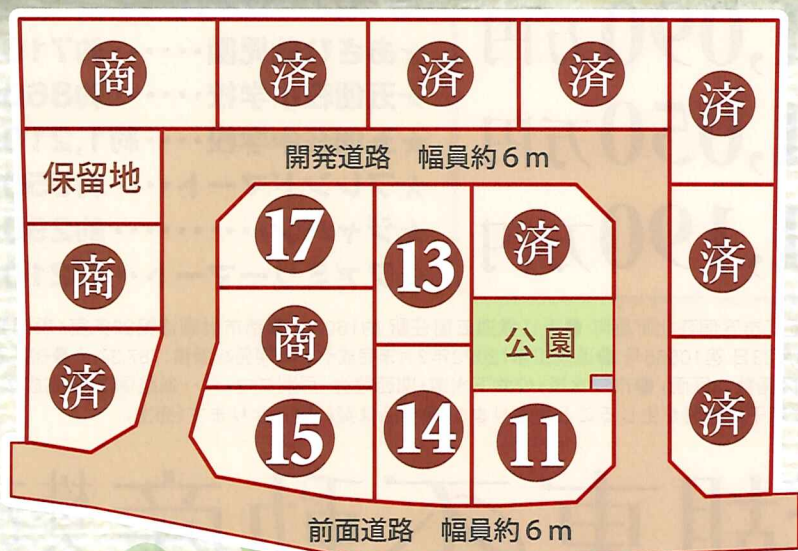 商 済 済 済 済
保留地
開発道路 幅員約6m
商
17 13 済 済
商 公園
済
15 14 11 済
前面道路 幅員約6m